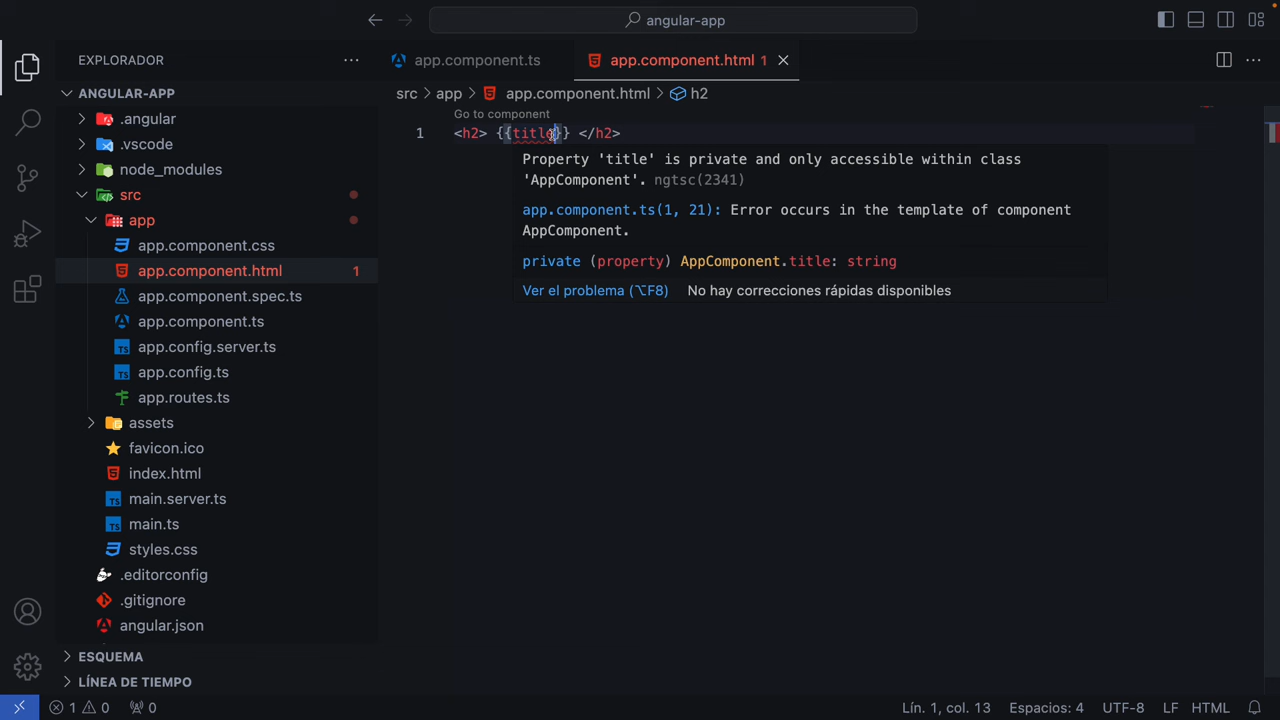 angular-app
EXPLORADOR
ANGULAR-APP
.angular
.vscode
node_modules
src
app
app.component.css
app.component.html 1
app.component.spec.ts
app.component.ts
app.config.server.ts
app.config.ts
app.routes.ts
assets
favicon.ico
index.html
main.server.ts
main.ts
styles.css
.editorconfig
.gitignore
angular.json
ESQUEMA
LÍNEA DE TIEMPO
app.component.ts
app.component.html 1
src > app > app.component.html > h2
Go to component
1 <h2> {{title}} </h2>
Property 'title' is private and only accessible within class
'AppComponent'. ngtsc(2341)
app.component.ts(1, 21): Error occurs in the template of component
AppComponent.
private (property) AppComponent.title: string
Ver el problema (⌥F8) No hay correcciones rápidas disponibles
1 0 0 Lín. 1, col. 13 Espacios: 4 UTF-8 LF HTML